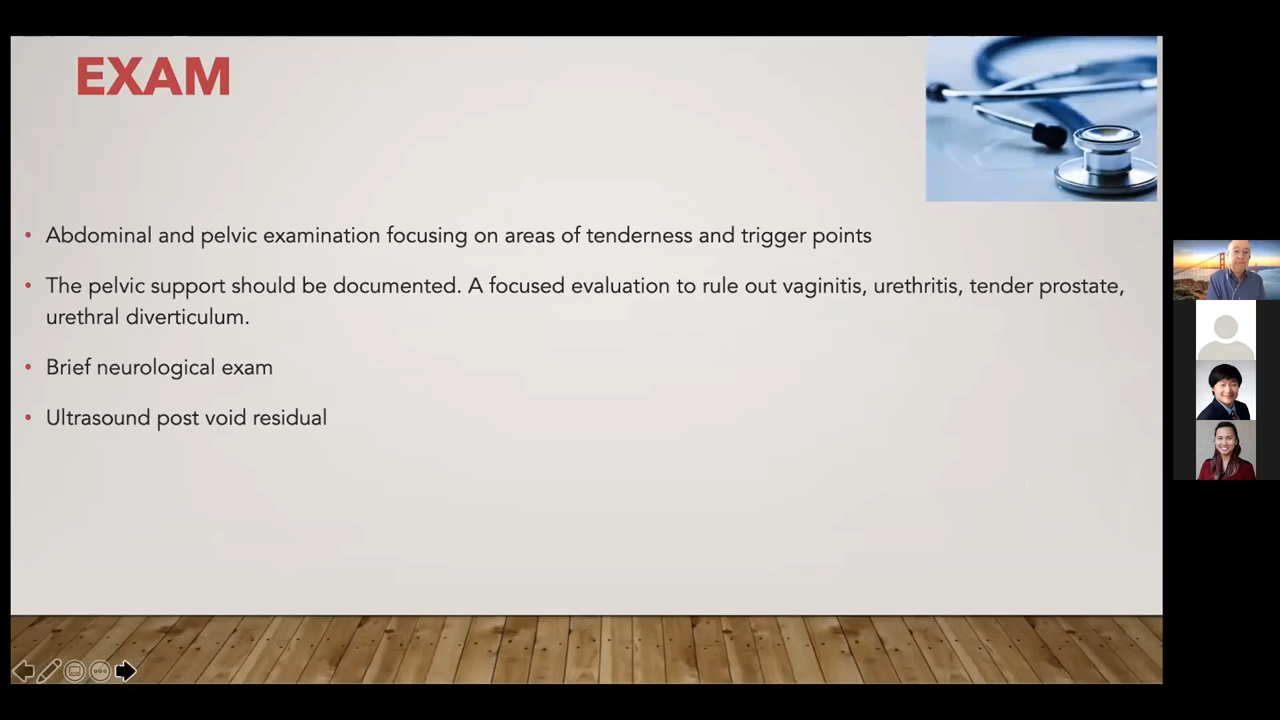 EXAM
• Abdominal and pelvic examination focusing on areas of tenderness and trigger points
• The pelvic support should be documented. A focused evaluation to rule out vaginitis, urethritis, tender prostate,
urethral diverticulum.
• Brief neurological exam
• Ultrasound post void residual